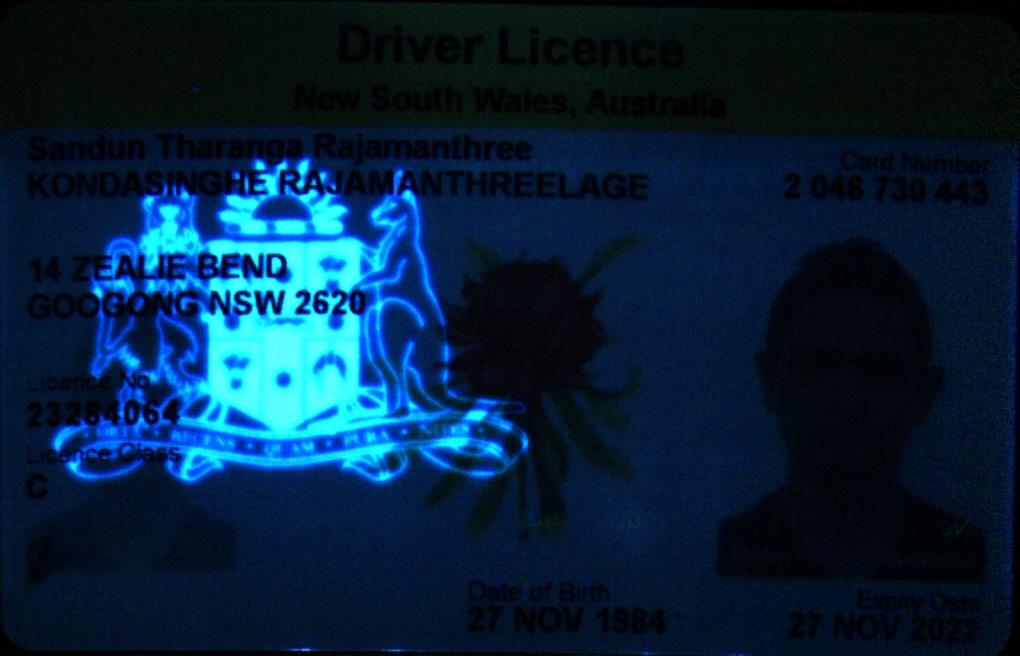 Driver Licence
New South Wales, Australia
Sandun Tharanga Rajamanthree
KONDASINGHE RAJAMANTHREELAGE
Card Number
2 046 730 443
14 ZEALIE BEND
GOOGONG NSW 2620
Licence No.
23284064
RECENS • QUAM • PURA • NITES
Licence Class
C
Date of Birth
27 NOV 1984
Expiry Date
27 NOV 2022